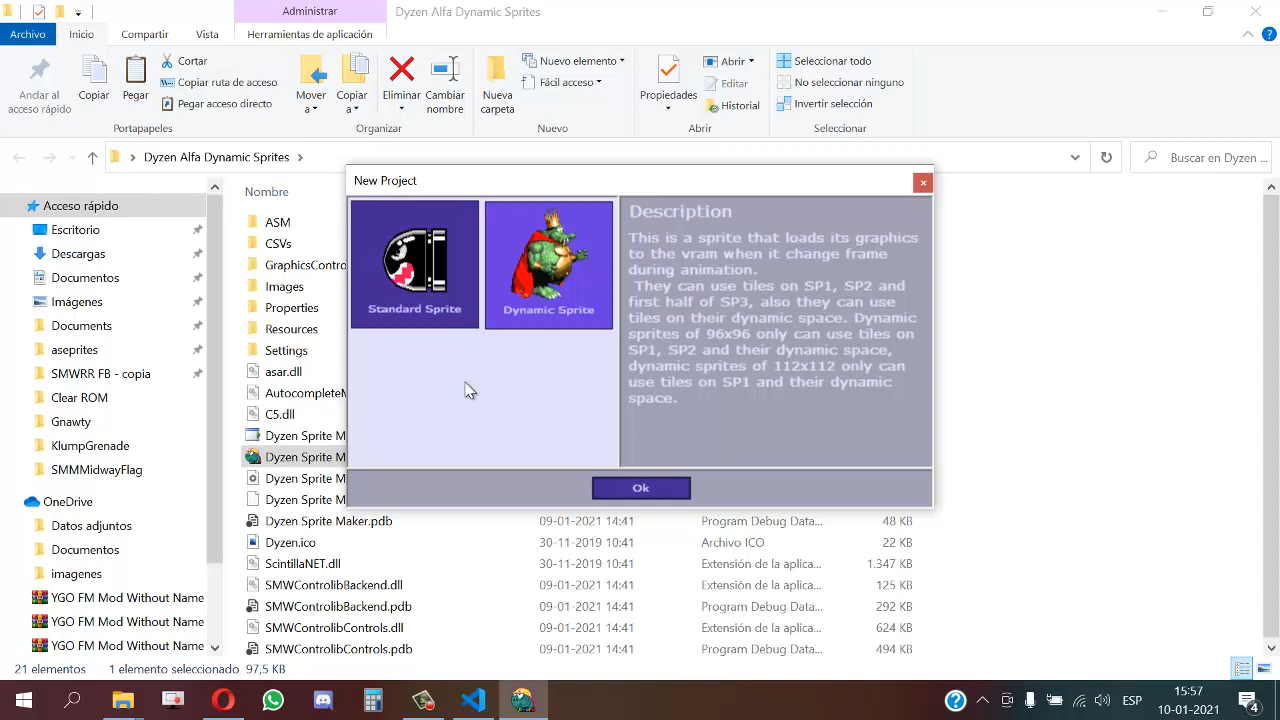 Administrar
Dyzen Alfa Dynamic Sprites
Archivo
Inicio
Compartir
Vista
Herramientas de aplicación
Andar al
acceso rápido
Copiar
Pegar
Cortar
Copiar ruta de acceso
Pegar acceso directo
Portapapeles
Mover
a
Copiar
a
Eliminar
Cambiar
nombre
Organizar
Nueva
carpeta
Nuevo elemento
Fácil acceso
Nuevo
Propiedades
Abrir
Editar
Historial
Abrir
Seleccionar todo
No seleccionar ninguno
Invertir selección
Seleccionar
Dyzen Alfa Dynamic Sprites
Buscar en Dyzen ...
Acceso rápido
Escritorio
Descargas
Documentos
Imágenes
Documents
aseprites
SMWRX FB - copia
Clear ROM
Gnawty
KlumpGrenade
SMMMidwayFlag
OneDrive
Datos adjuntos
Documentos
imagenes
YGO FM Mod Without Name
YGO FM Mod Without Name
YGO FM Mod Without Name
Nombre
ASM
CSVs
GraphicsContro
Images
Properties
Resources
Settings
asar.dll
AutocompleteM
C5.dll
Dyzen Sprite M
Dyzen Sprite M
Dyzen Sprite M
Dyzen Sprite M
Dyzen Sprite Maker.pdb 09-01-2021 14:41 Program Debug Data... 48 KB
Dyzen.ico 30-11-2019 10:41 Archivo ICO 22 KB
ScintillaNET.dll 30-11-2019 10:41 Extensión de la aplica... 1.347 KB
SMWControlibBackend.dll 09-01-2021 14:41 Extensión de la aplica... 125 KB
SMWControlibBackend.pdb 09-01-2021 14:41 Program Debug Data... 292 KB
SMWControlibControls.dll 09-01-2021 14:41 Extensión de la aplica... 624 KB
SMWControlibControls.pdb 09-01-2021 14:41 Program Debug Data... 494 KB
New Project
Standard Sprite
Dynamic Sprite
Description
This is a sprite that loads its graphics
to the vram when it change frame
during animation.
They can use tiles on SP1, SP2 and
first half of SP3, also they can use
tiles on their dynamic space. Dynamic
sprites of 96x96 only can use tiles on
SP1, SP2 and their dynamic space,
dynamic sprites of 112x112 only can
use tiles on SP1 and their dynamic
space.
Ok
21 elementos
1 elemento seleccionado 97,5 KB
ESP
15:57
10-01-2021
4